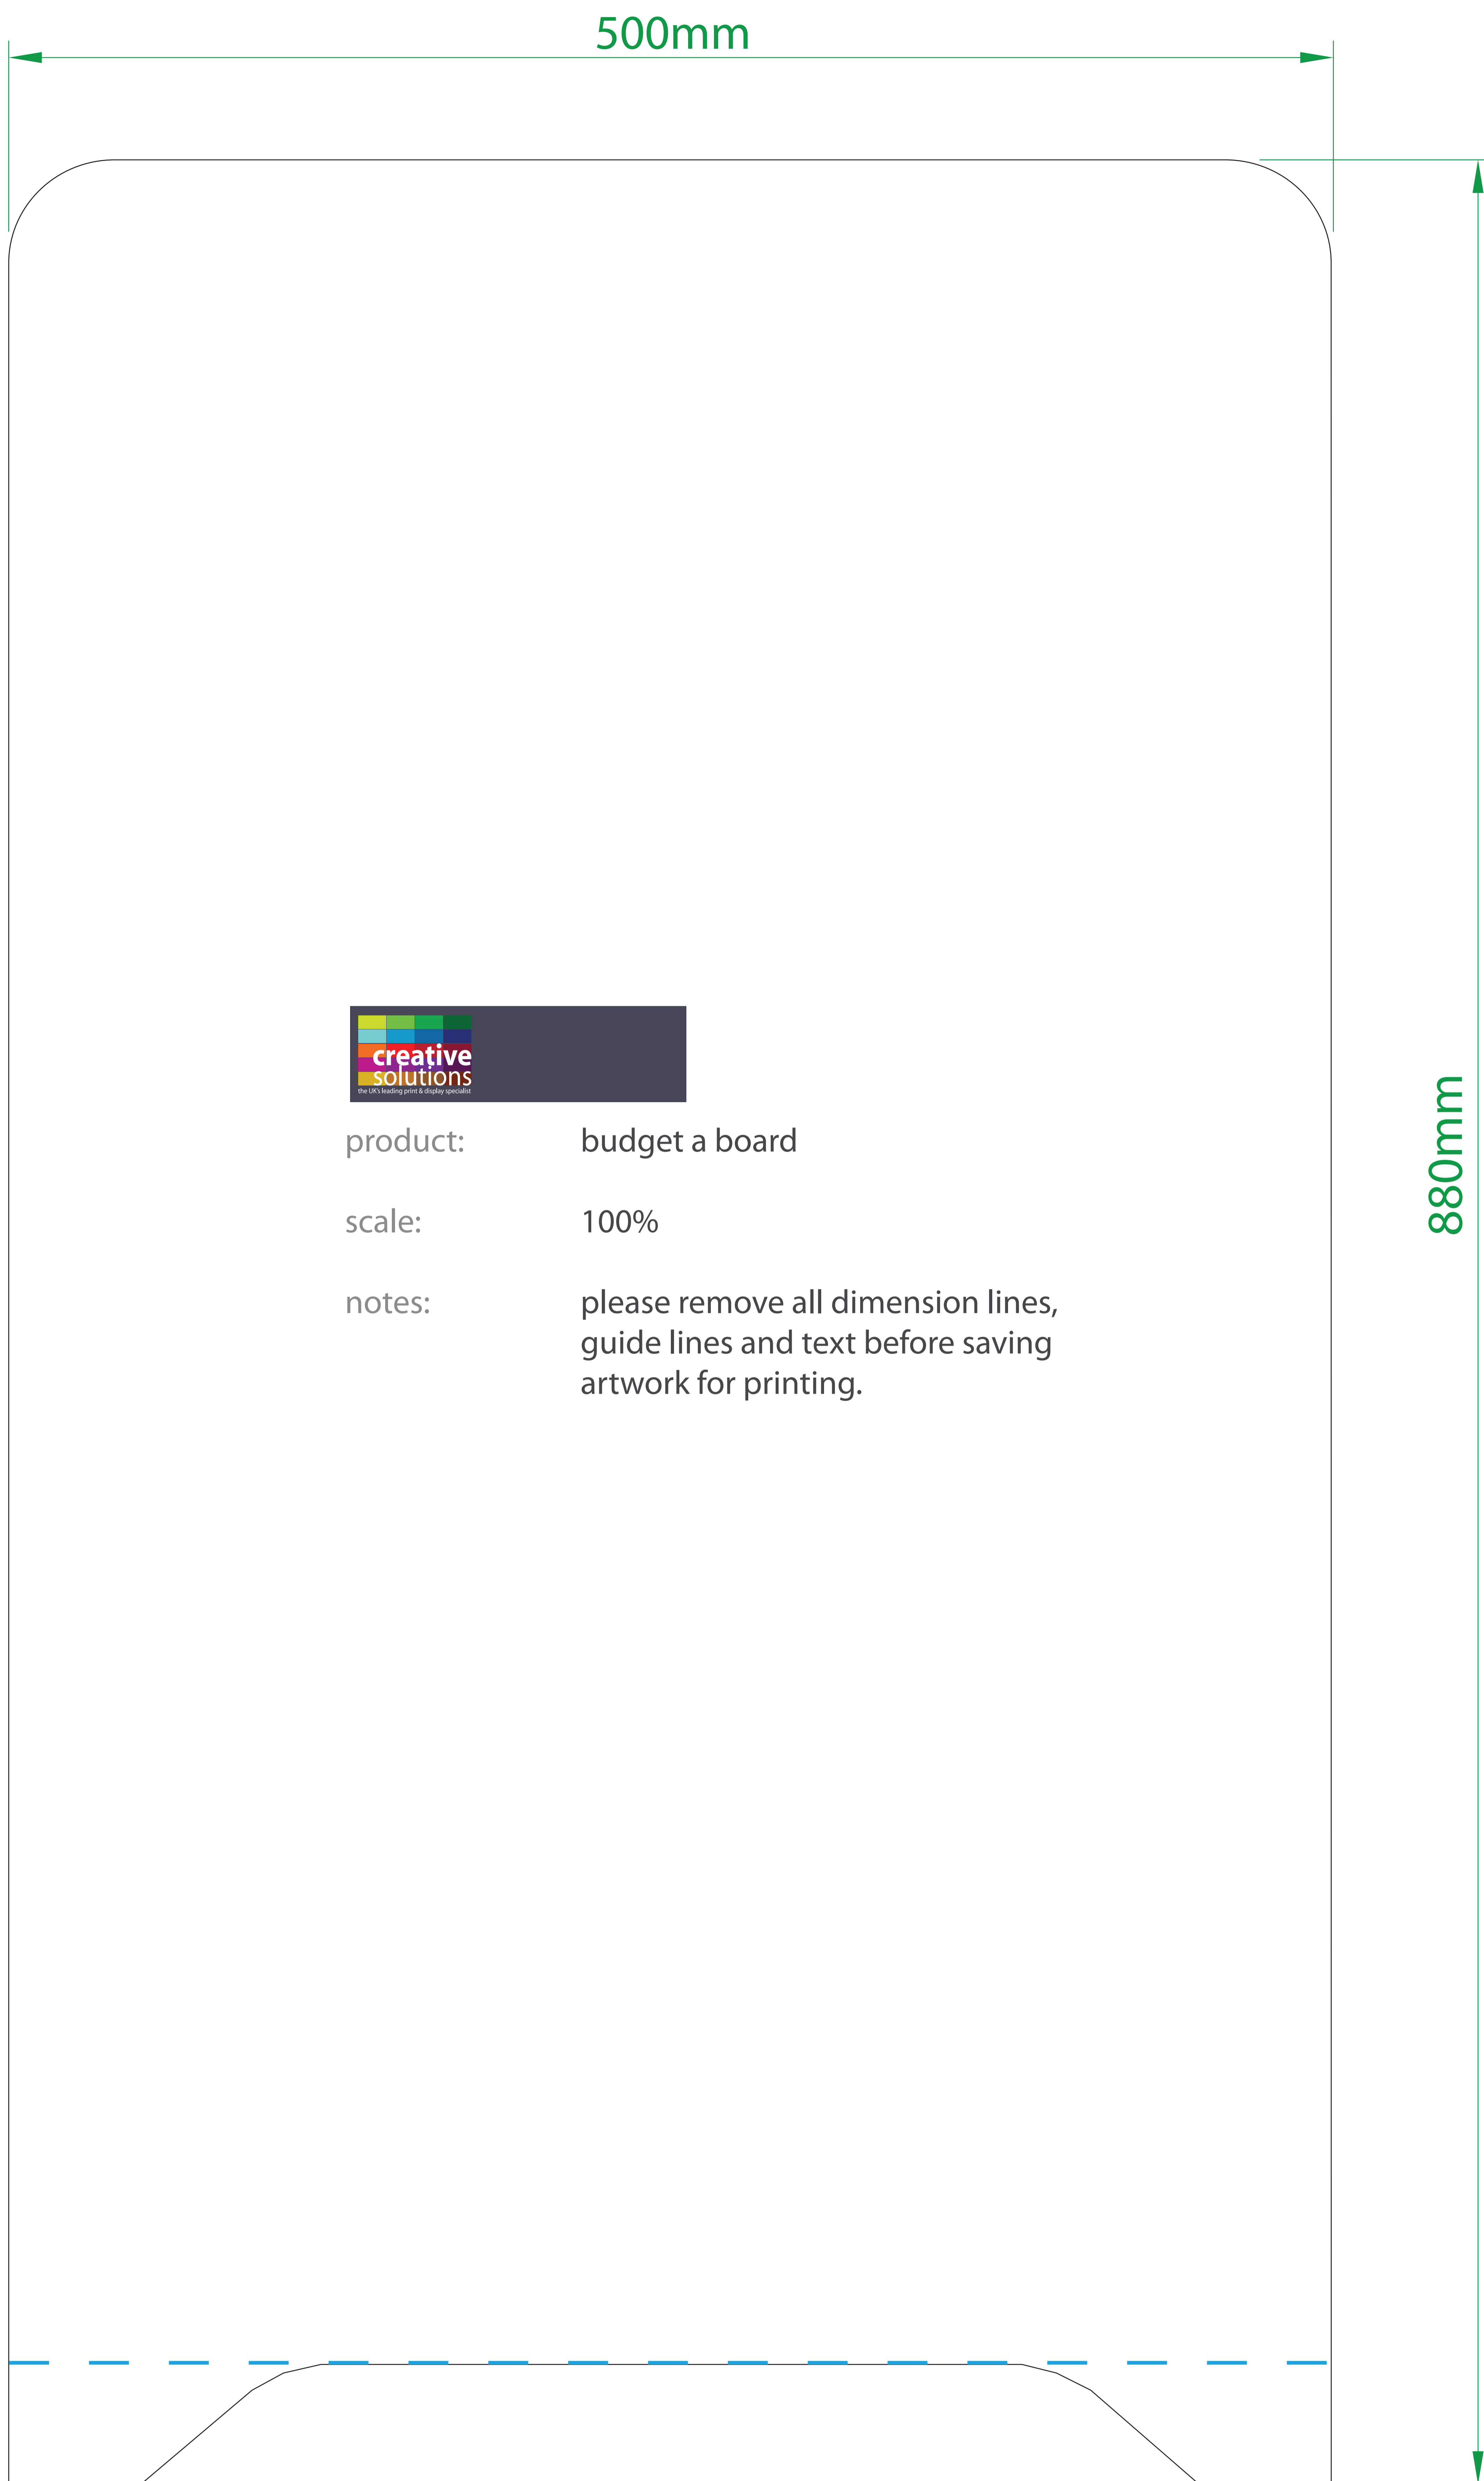 500mm
creative
solutions
the UK's leading print & display specialist
product: budget a board
scale: 100%
notes: please remove all dimension lines,
guide lines and text before saving
artwork for printing.
880mm